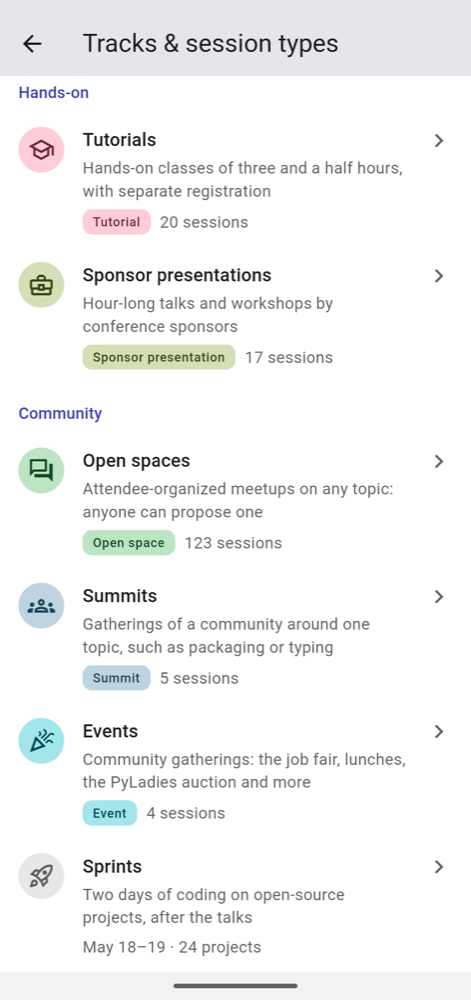 Tracks & session types
Hands-on
Tutorials
Hands-on classes of three and a half hours,
with separate registration
Tutorial 20 sessions
Sponsor presentations
Hour-long talks and workshops by
conference sponsors
Sponsor presentation 17 sessions
Community
Open spaces
Attendee-organized meetups on any topic:
anyone can propose one
Open space 123 sessions
Summits
Gatherings of a community around one
topic, such as packaging or typing
Summit 5 sessions
Events
Community gatherings: the job fair, lunches,
the PyLadies auction and more
Event 4 sessions
Sprints
Two days of coding on open-source
projects, after the talks
May 18–19 · 24 projects